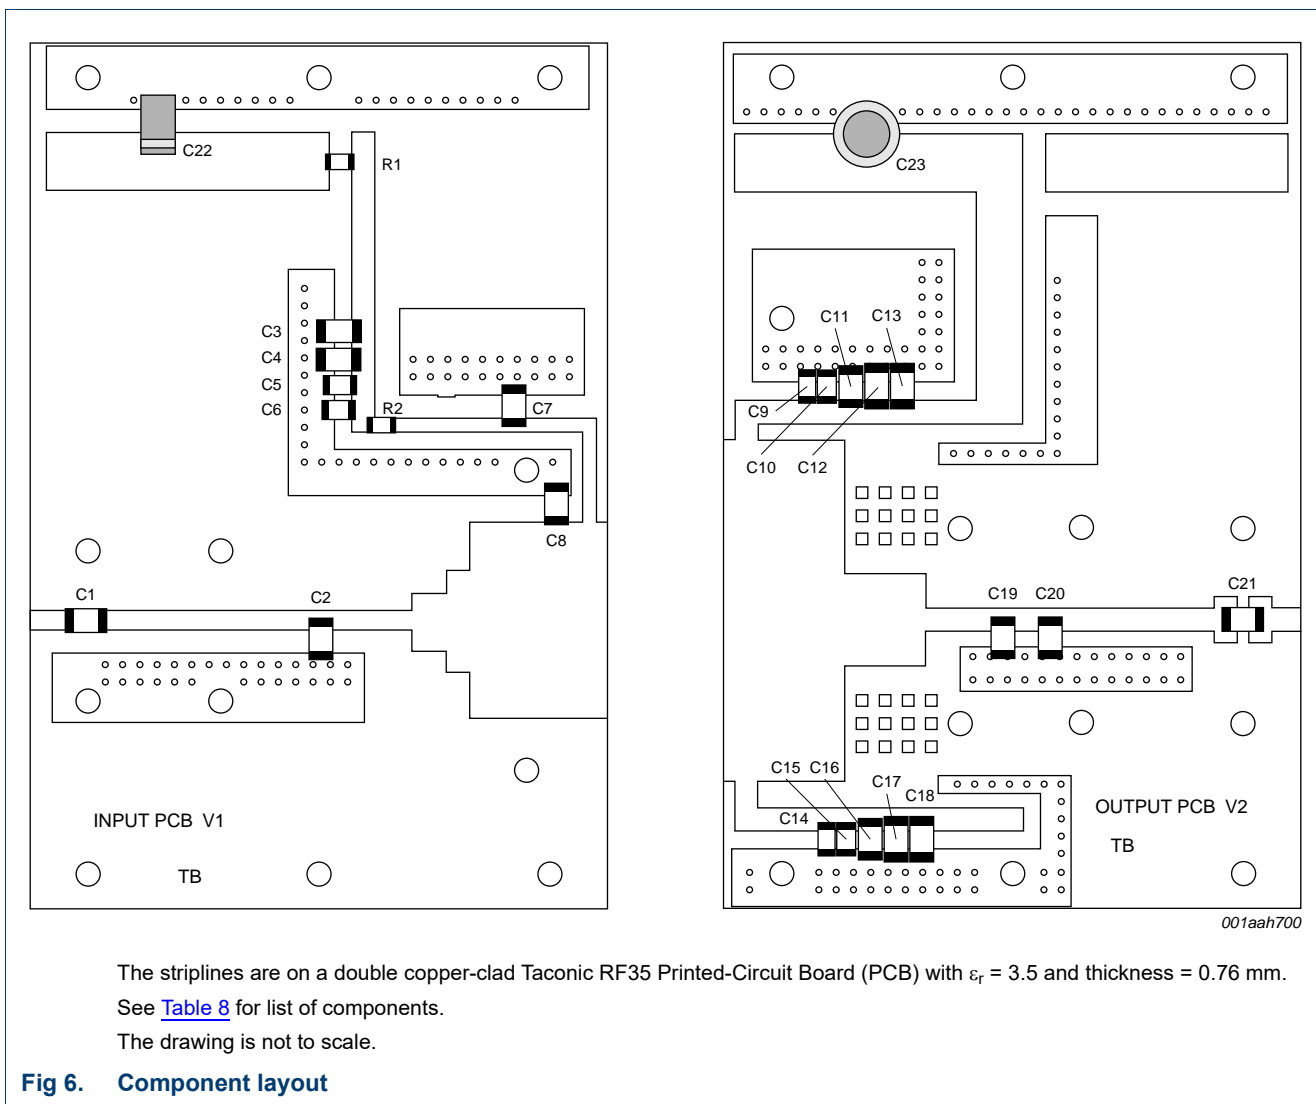 C22
R1
C3
C4
C5
C6
R2
C7
C8
C1
C2
INPUT PCB V1
TB
C23
C11
C13
C9
C10
C12
C19
C20
C21
C15
C16
C17
C18
C14
OUTPUT PCB V2
TB
001aah700
The striplines are on a double copper-clad Taconic RF35 Printed-Circuit Board (PCB) with εr = 3.5 and thickness = 0.76 mm.
See Table 8 for list of components.
The drawing is not to scale.
Fig 6. Component layout